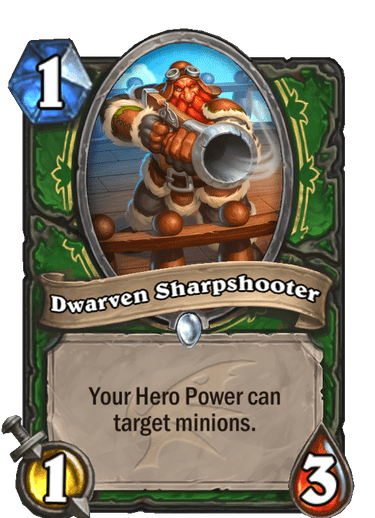 1
Dwarven Sharpshooter
Your Hero Power can
target minions.
1
3